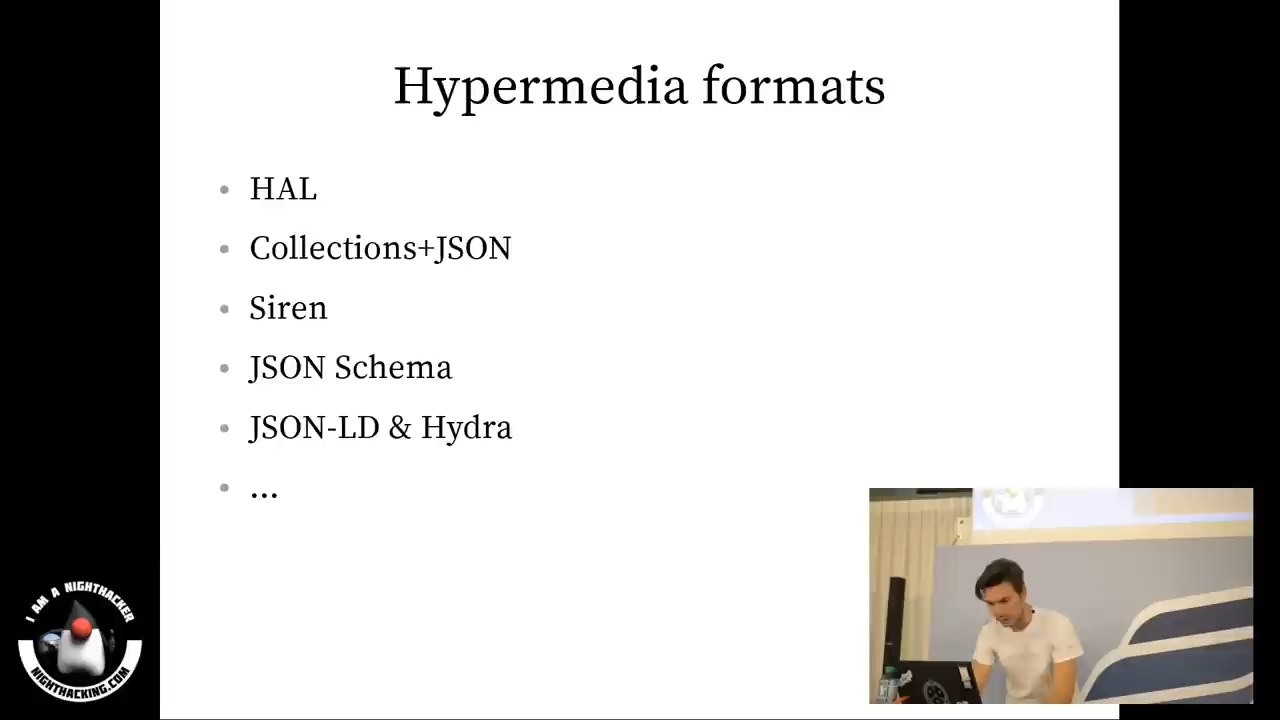 Hypermedia formats
• HAL
• Collections+JSON
• Siren
• JSON Schema
• JSON-LD & Hydra
• ...
I AM A NIGHTHACKER
NIGHTHACKING.COM